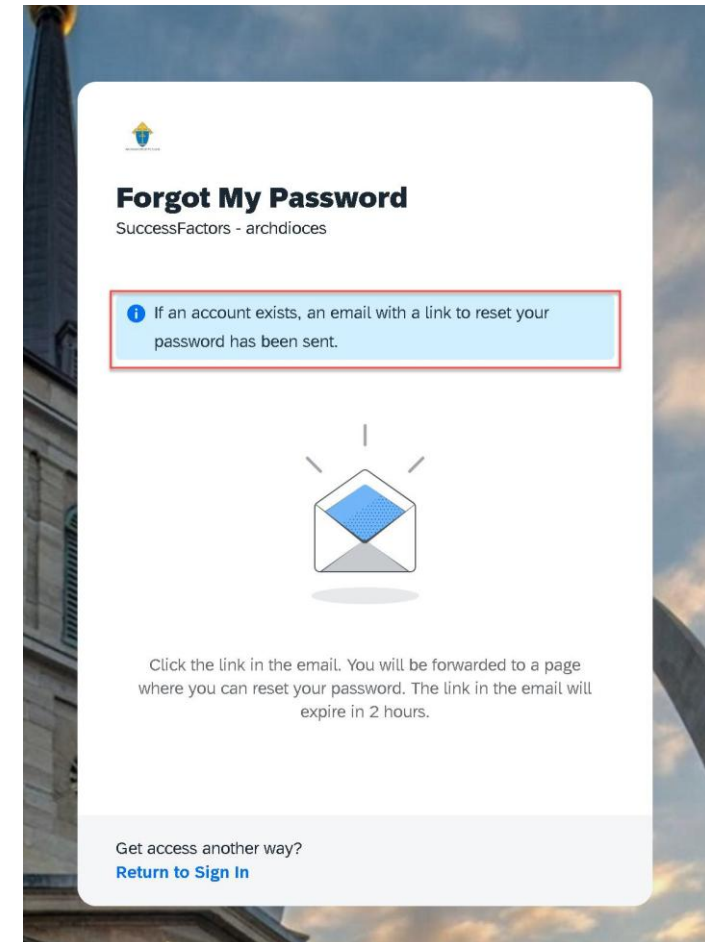 Forgot My Password
SuccessFactors - archdioces
If an account exists, an email with a link to reset your
password has been sent.
Click the link in the email. You will be forwarded to a page
where you can reset your password. The link in the email will
expire in 2 hours.
Get access another way?
Return to Sign In